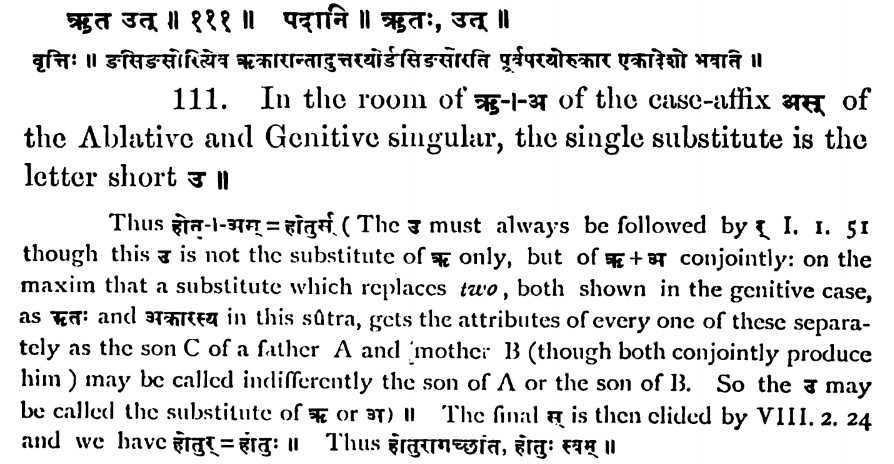 ऋत उत् ॥ १११ ॥ पदानि ॥ ऋतः, उत् ॥
वृत्तिः ॥ ङसिङसोरित्येव ऋकारान्तादुत्तरयोर्ङसिङसोरति पूर्वपरयोरुकार एकादेशो भवति ॥
111. In the room of ऋ+अ of the case-affix अस् of
the Ablative and Genitive singular, the single substitute is the
letter short उ ॥
Thus होतृ+अस् = होतुर्स् ( The उ must always be followed by र् I. 1. 51
though this उ is not the substitute of ऋ only, but of ऋ + अ conjointly: on the
maxim that a substitute which replaces two, both shown in the genitive case,
as ऋतः and अकारस्य in this sûtra, gets the attributes of every one of these separa-
tely as the son C of a father A and mother B (though both conjointly produce
him ) may be called indifferently the son of A or the son of B. So the उ may
be called the substitute of ऋ or अ) ॥ The final स् is then elided by VIII. 2. 24
and we have होतुर् = होतुः ॥ Thus होतुरागच्छति, होतुः स्वम् ॥